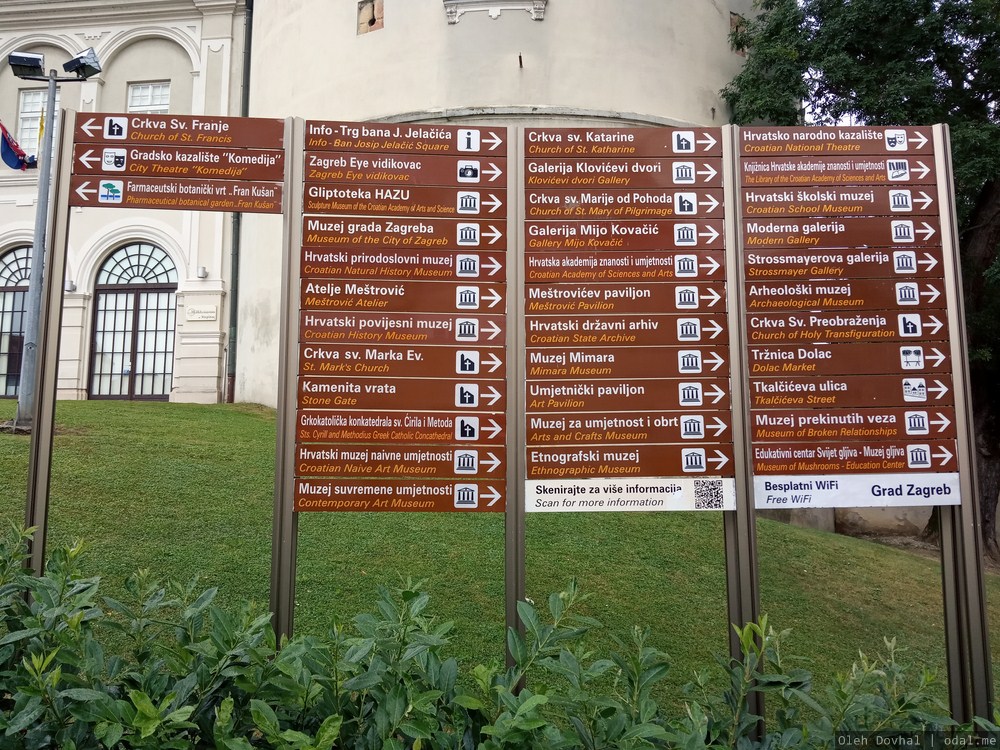 Crkva Sv. Franje
Church of St. Francis
Gradsko kazalište "Komedija"
City Theatre "Komedija"
Farmaceutski botanički vrt „Fran Kušan"
Pharmaceutical botanical garden „Fran Kušan"
Info - Trg bana J. Jelačića
Info - Ban Josip Jelačić Square
Zagreb Eye vidikovac
Zagreb Eye vidikovac
Gliptoteka HAZU
Sculpture Museum of the Croatian Academy of Arts and Science
Muzej grada Zagreba
Museum of the City of Zagreb
Hrvatski prirodoslovni muzej
Croatian Natural History Museum
Atelje Meštrović
Meštrović Atelier
Hrvatski povijesni muzej
Croatian History Museum
Crkva sv. Marka Ev.
St. Mark's Church
Kamenita vrata
Stone Gate
Grkokatolička konkatedrala sv. Ćirila i Metoda
Sts. Cyril and Methodius Greek Catholic Concathedral
Hrvatski muzej naivne umjetnosti
Croatian Naive Art Museum
Muzej suvremene umjetnosti
Contemporary Art Museum
Crkva sv. Katarine
Church of St. Katharine
Galerija Klovićevi dvori
Klovićevi dvori Gallery
Crkva sv. Marije od Pohoda
Church of St. Mary of Pilgrimage
Galerija Mijo Kovačić
Gallery Mijo Kovačić
Hrvatska akademija znanosti i umjetnosti
Croatian Academy of Sciences and Arts
Meštrovićev paviljon
Meštrović Pavilion
Hrvatski državni arhiv
Croatian State Archive
Muzej Mimara
Mimara Museum
Umjetnički paviljon
Art Pavilion
Muzej za umjetnost i obrt
Arts and Crafts Museum
Etnografski muzej
Ethnographic Museum
Skenirajte za više informacija
Scan for more information
Hrvatsko narodno kazalište
Croatian National Theatre
Knjižnica Hrvatske akademije znanosti i umjetnosti
The Library of the Croatian Academy of Sciences and Arts
Hrvatski školski muzej
Croatian School Museum
Moderna galerija
Modern Gallery
Strossmayerova galerija
Strossmayer Gallery
Arheološki muzej
Archaeological Museum
Crkva Sv. Preobraženja
Church of Holy Transfiguration
Tržnica Dolac
Dolac Market
Tkalčićeva ulica
Tkalčićeva Street
Muzej prekinutih veza
Museum of Broken Relationships
Edukativni centar Svijet gljiva - Muzej gljiva
Museum of Mushrooms - Education Center
Besplatni WiFi
Free WiFi
Grad Zagreb
Oleh Dovhal | odal.me